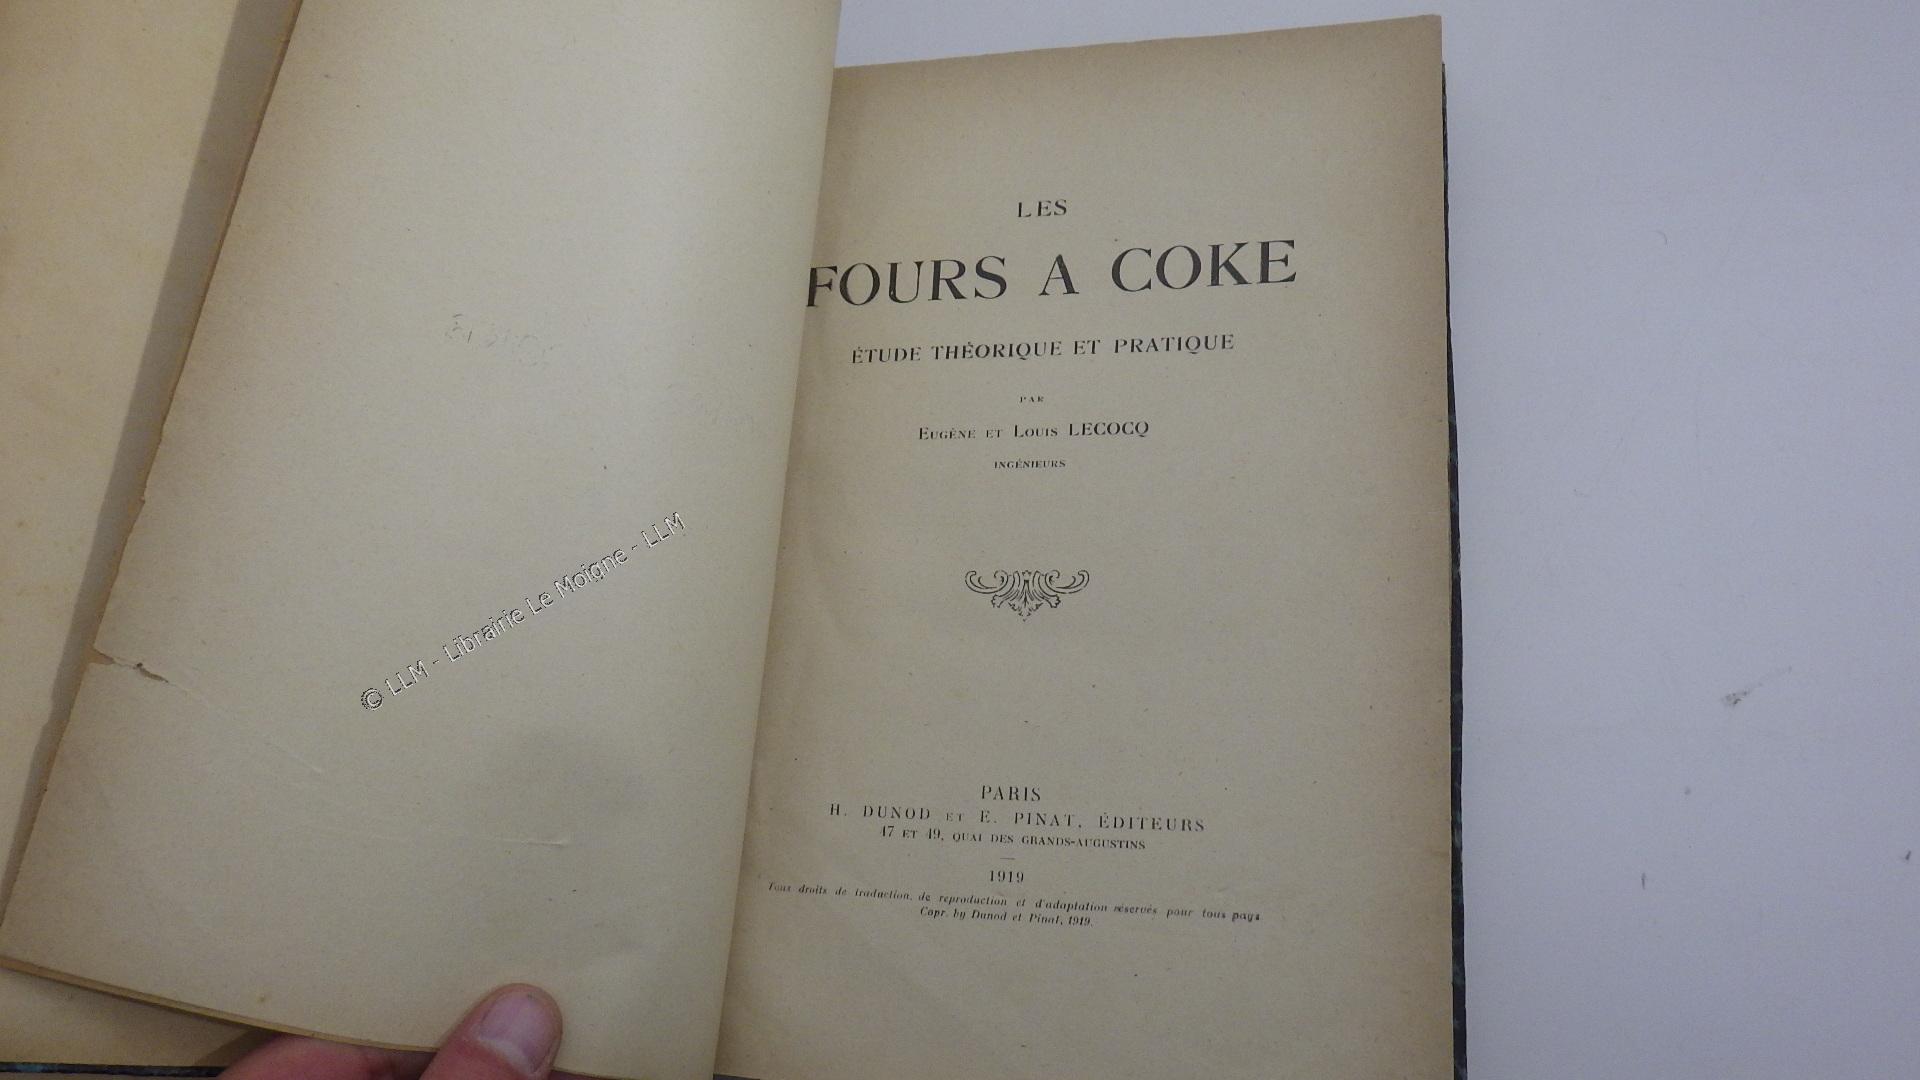 © LLM - Librairie Le Moigne - LLM
LES
FOURS A COKE
ÉTUDE THÉORIQUE ET PRATIQUE
PAR
EUGÈNE ET LOUIS LECOCQ
INGÉNIEURS
PARIS
H. DUNOD ET E. PINAT, ÉDITEURS
47 ET 49, QUAI DES GRANDS-AUGUSTINS
1919
Tous droits de traduction, de reproduction et d'adaptation réservés pour tous pays
Copr. by Dunod et Pinat, 1919.